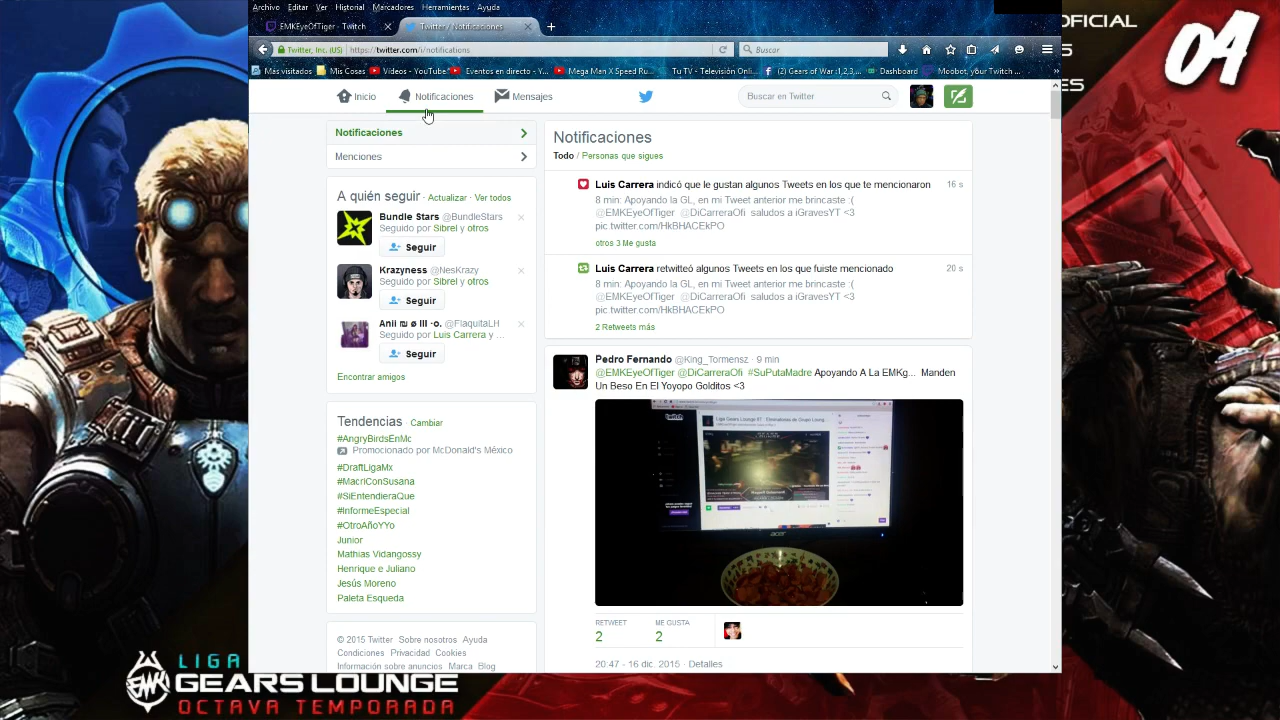 Archivo Editar Ver Historial Marcadores Herramientas Ayuda
EMKEyeOfTiger - Twitch × Twitter / Notificaciones × +
Twitter, Inc. (US) https://twitter.com/i/notifications Buscar
Más visitados Mis Cosas Vídeos - YouTube Eventos en directo - Y... Mega Man X Speed Ru... Tu TV - Televisión Onli... (2) Gears of War :1,2,3,... Dashboard Moobot, your Twitch ...
OFICIAL
04
5
ES
Inicio Notificaciones Mensajes Buscar en Twitter
Notificaciones
Menciones
A quién seguir · Actualizar · Ver todos
Bundle Stars @BundleStars
Seguido por Sibrel y otros
Seguir
Krazyness @NesKrazy
Seguido por Sibrel y otros
Seguir
@FlaquitaLH
Seguido por Luis Carrera y ...
Seguir
Encontrar amigos
Tendencias · Cambiar
#AngryBirdsEnMc
Promocionado por McDonald's México
#DraftLigaMx
#MacriConSusana
#SiEntendieraQue
#InformeEspecial
#OtroAñoYYo
Junior
Mathias Vidangossy
Henrique e Juliano
Jesús Moreno
Paleta Esqueda
© 2015 Twitter Sobre nosotros Ayuda
Condiciones Privacidad Cookies
Información sobre anuncios Marca Blog
Notificaciones
Todo / Personas que sigues
Luis Carrera indicó que le gustan algunos Tweets en los que te mencionaron 16 s
8 min: Apoyando la GL, en mi Tweet anterior me brincaste :(
@EMKEyeOfTiger @DiCarreraOfi saludos a iGravesYT <3
pic.twitter.com/HkBHACEkPO
otros 3 Me gusta
Luis Carrera retwitteó algunos Tweets en los que fuiste mencionado 20 s
8 min: Apoyando la GL, en mi Tweet anterior me brincaste :(
@EMKEyeOfTiger @DiCarreraOfi saludos a iGravesYT <3
pic.twitter.com/HkBHACEkPO
2 Retweets más
Pedro Fernando @King_Tormensz · 9 min
@EMKEyeOfTiger @DiCarreraOfi #SuPutaMadre Apoyando A La EMKg... Manden
Un Beso En El Yoyopo Golditos <3
twitch
acer
RETWEET ME GUSTA
2 2
20:47 - 16 dic. 2015 · Detalles
LIGA
EMK GEARS LOUNGE
OCTAVA TEMPORADA